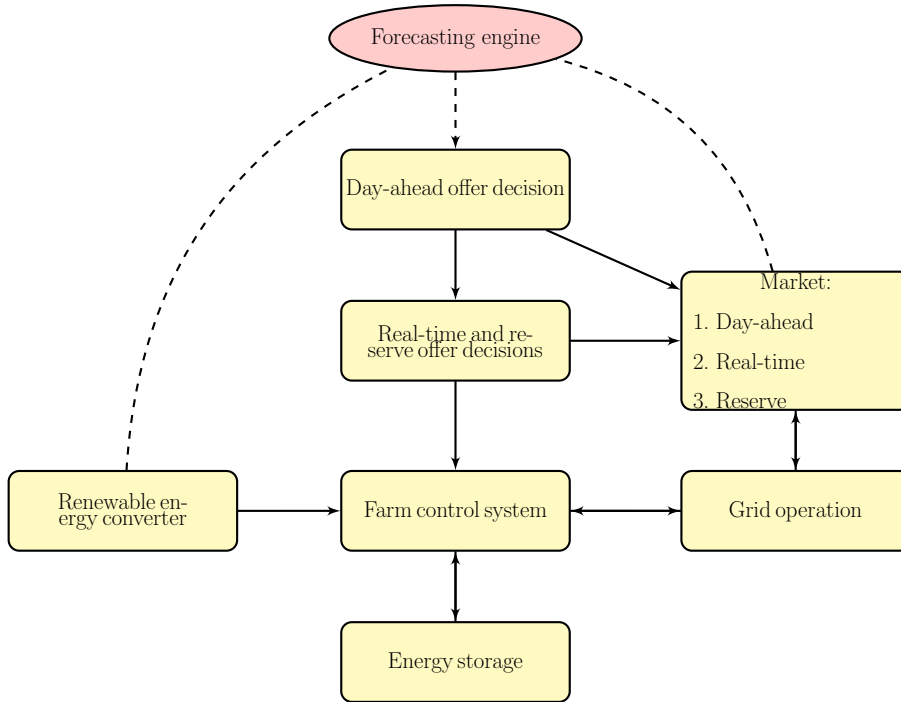 Forecasting engine
Day-ahead offer decision
Market:
1. Day-ahead
2. Real-time
3. Reserve
Real-time and re-
serve offer decisions
Renewable en-
ergy converter
Farm control system
Grid operation
Energy storage